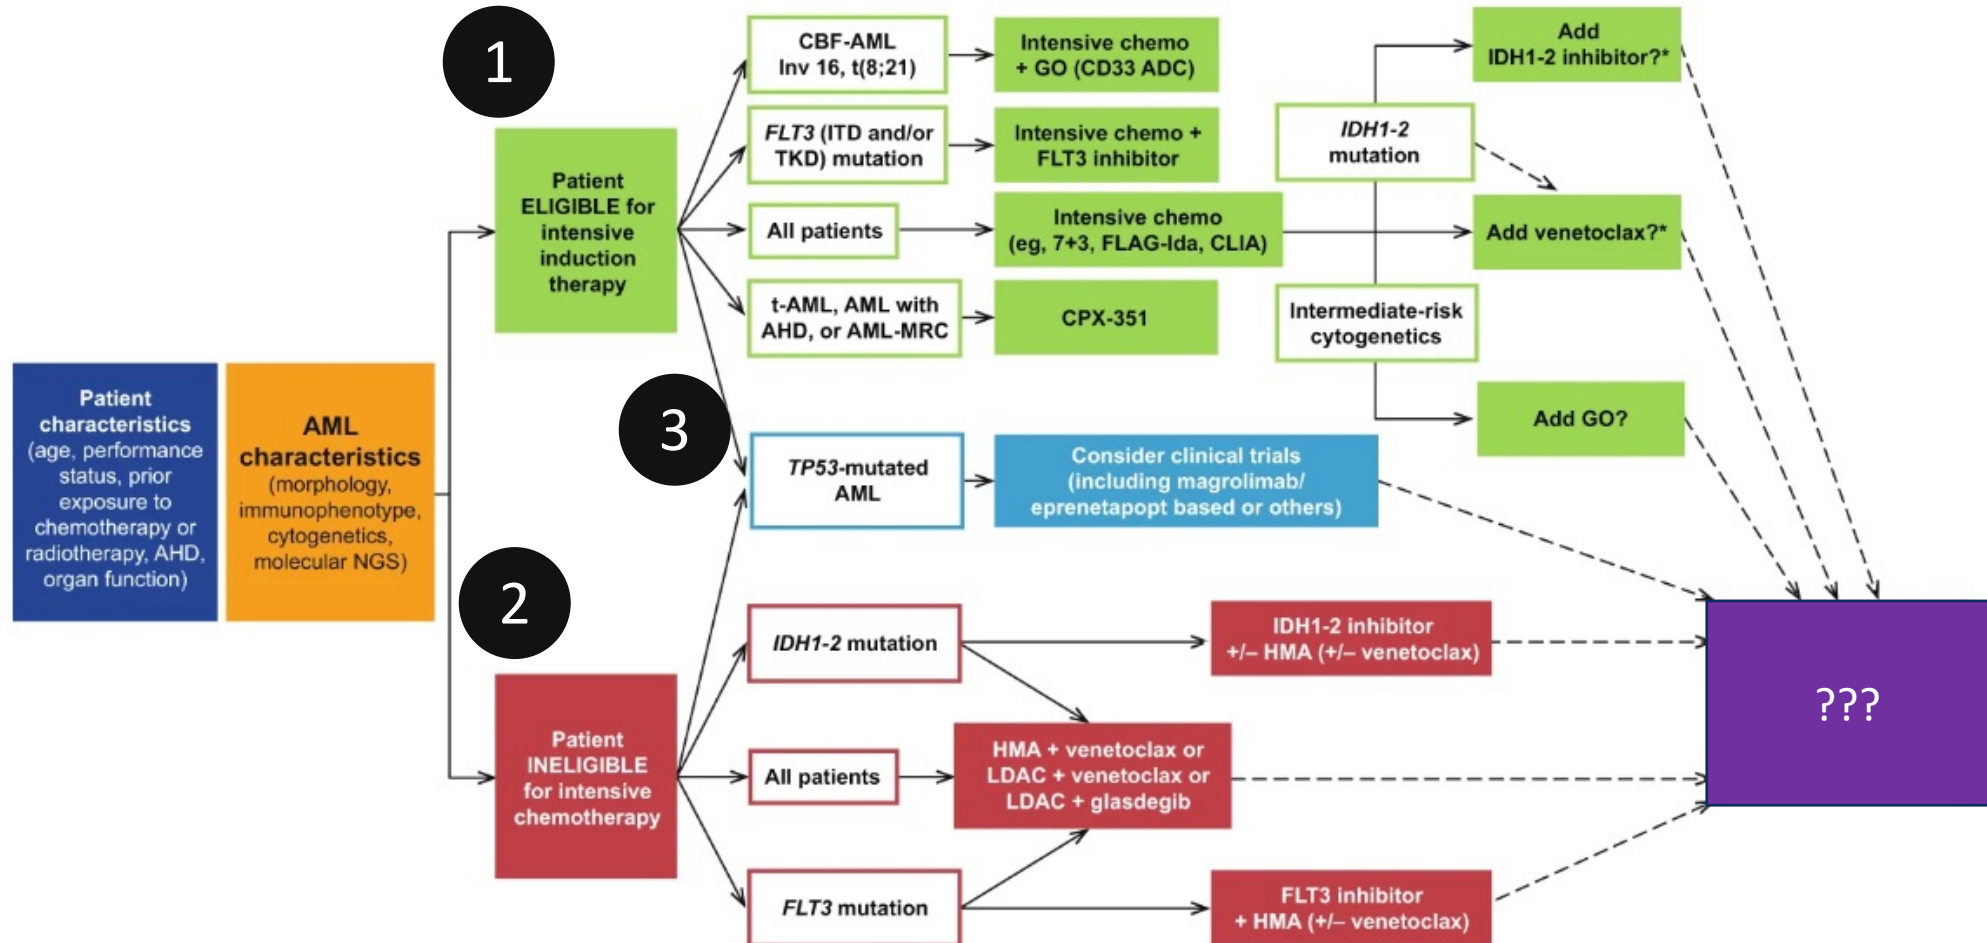 1
CBF-AML
Inv 16, t(8;21)
Intensive chemo
+ GO (CD33 ADC)
Add
IDH1-2 inhibitor?*
FLT3 (ITD and/or
TKD) mutation
Intensive chemo +
FLT3 inhibitor
IDH1-2
mutation
Patient
ELIGIBLE for
intensive
induction
therapy
All patients
Intensive chemo
(eg, 7+3, FLAG-Ida, CLIA)
Add venetoclax?*
t-AML, AML with
AHD, or AML-MRC
CPX-351
Intermediate-risk
cytogenetics
Add GO?
Patient
characteristics
(age, performance
status, prior
exposure to
chemotherapy or
radiotherapy, AHD,
organ function)
AML
characteristics
(morphology,
immunophenotype,
cytogenetics,
molecular NGS)
3
TP53-mutated
AML
Consider clinical trials
(including magrolimab/
eprenetapopt based or others)
2
IDH1-2 mutation
IDH1-2 inhibitor
+/– HMA (+/– venetoclax)
???
Patient
INELIGIBLE
for intensive
chemotherapy
All patients
HMA + venetoclax or
LDAC + venetoclax or
LDAC + glasdegib
FLT3 mutation
FLT3 inhibitor
+ HMA (+/– venetoclax)